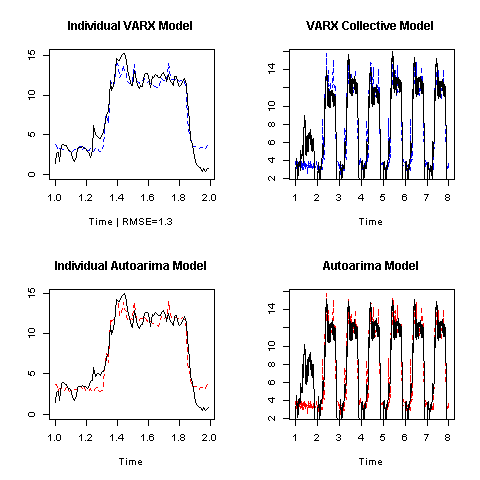 Individual VARX Model
VARX Collective Model
15
10
5
0
1.0 1.2 1.4 1.6 1.8 2.0
Time | RMSE=1.3
14
10
8
6
4
2
1 2 3 4 5 6 7 8
Time
Individual Autoarima Model
Autoarima Model
15
10
5
0
1.0 1.2 1.4 1.6 1.8 2.0
Time
14
10
8
6
4
2
1 2 3 4 5 6 7 8
Time